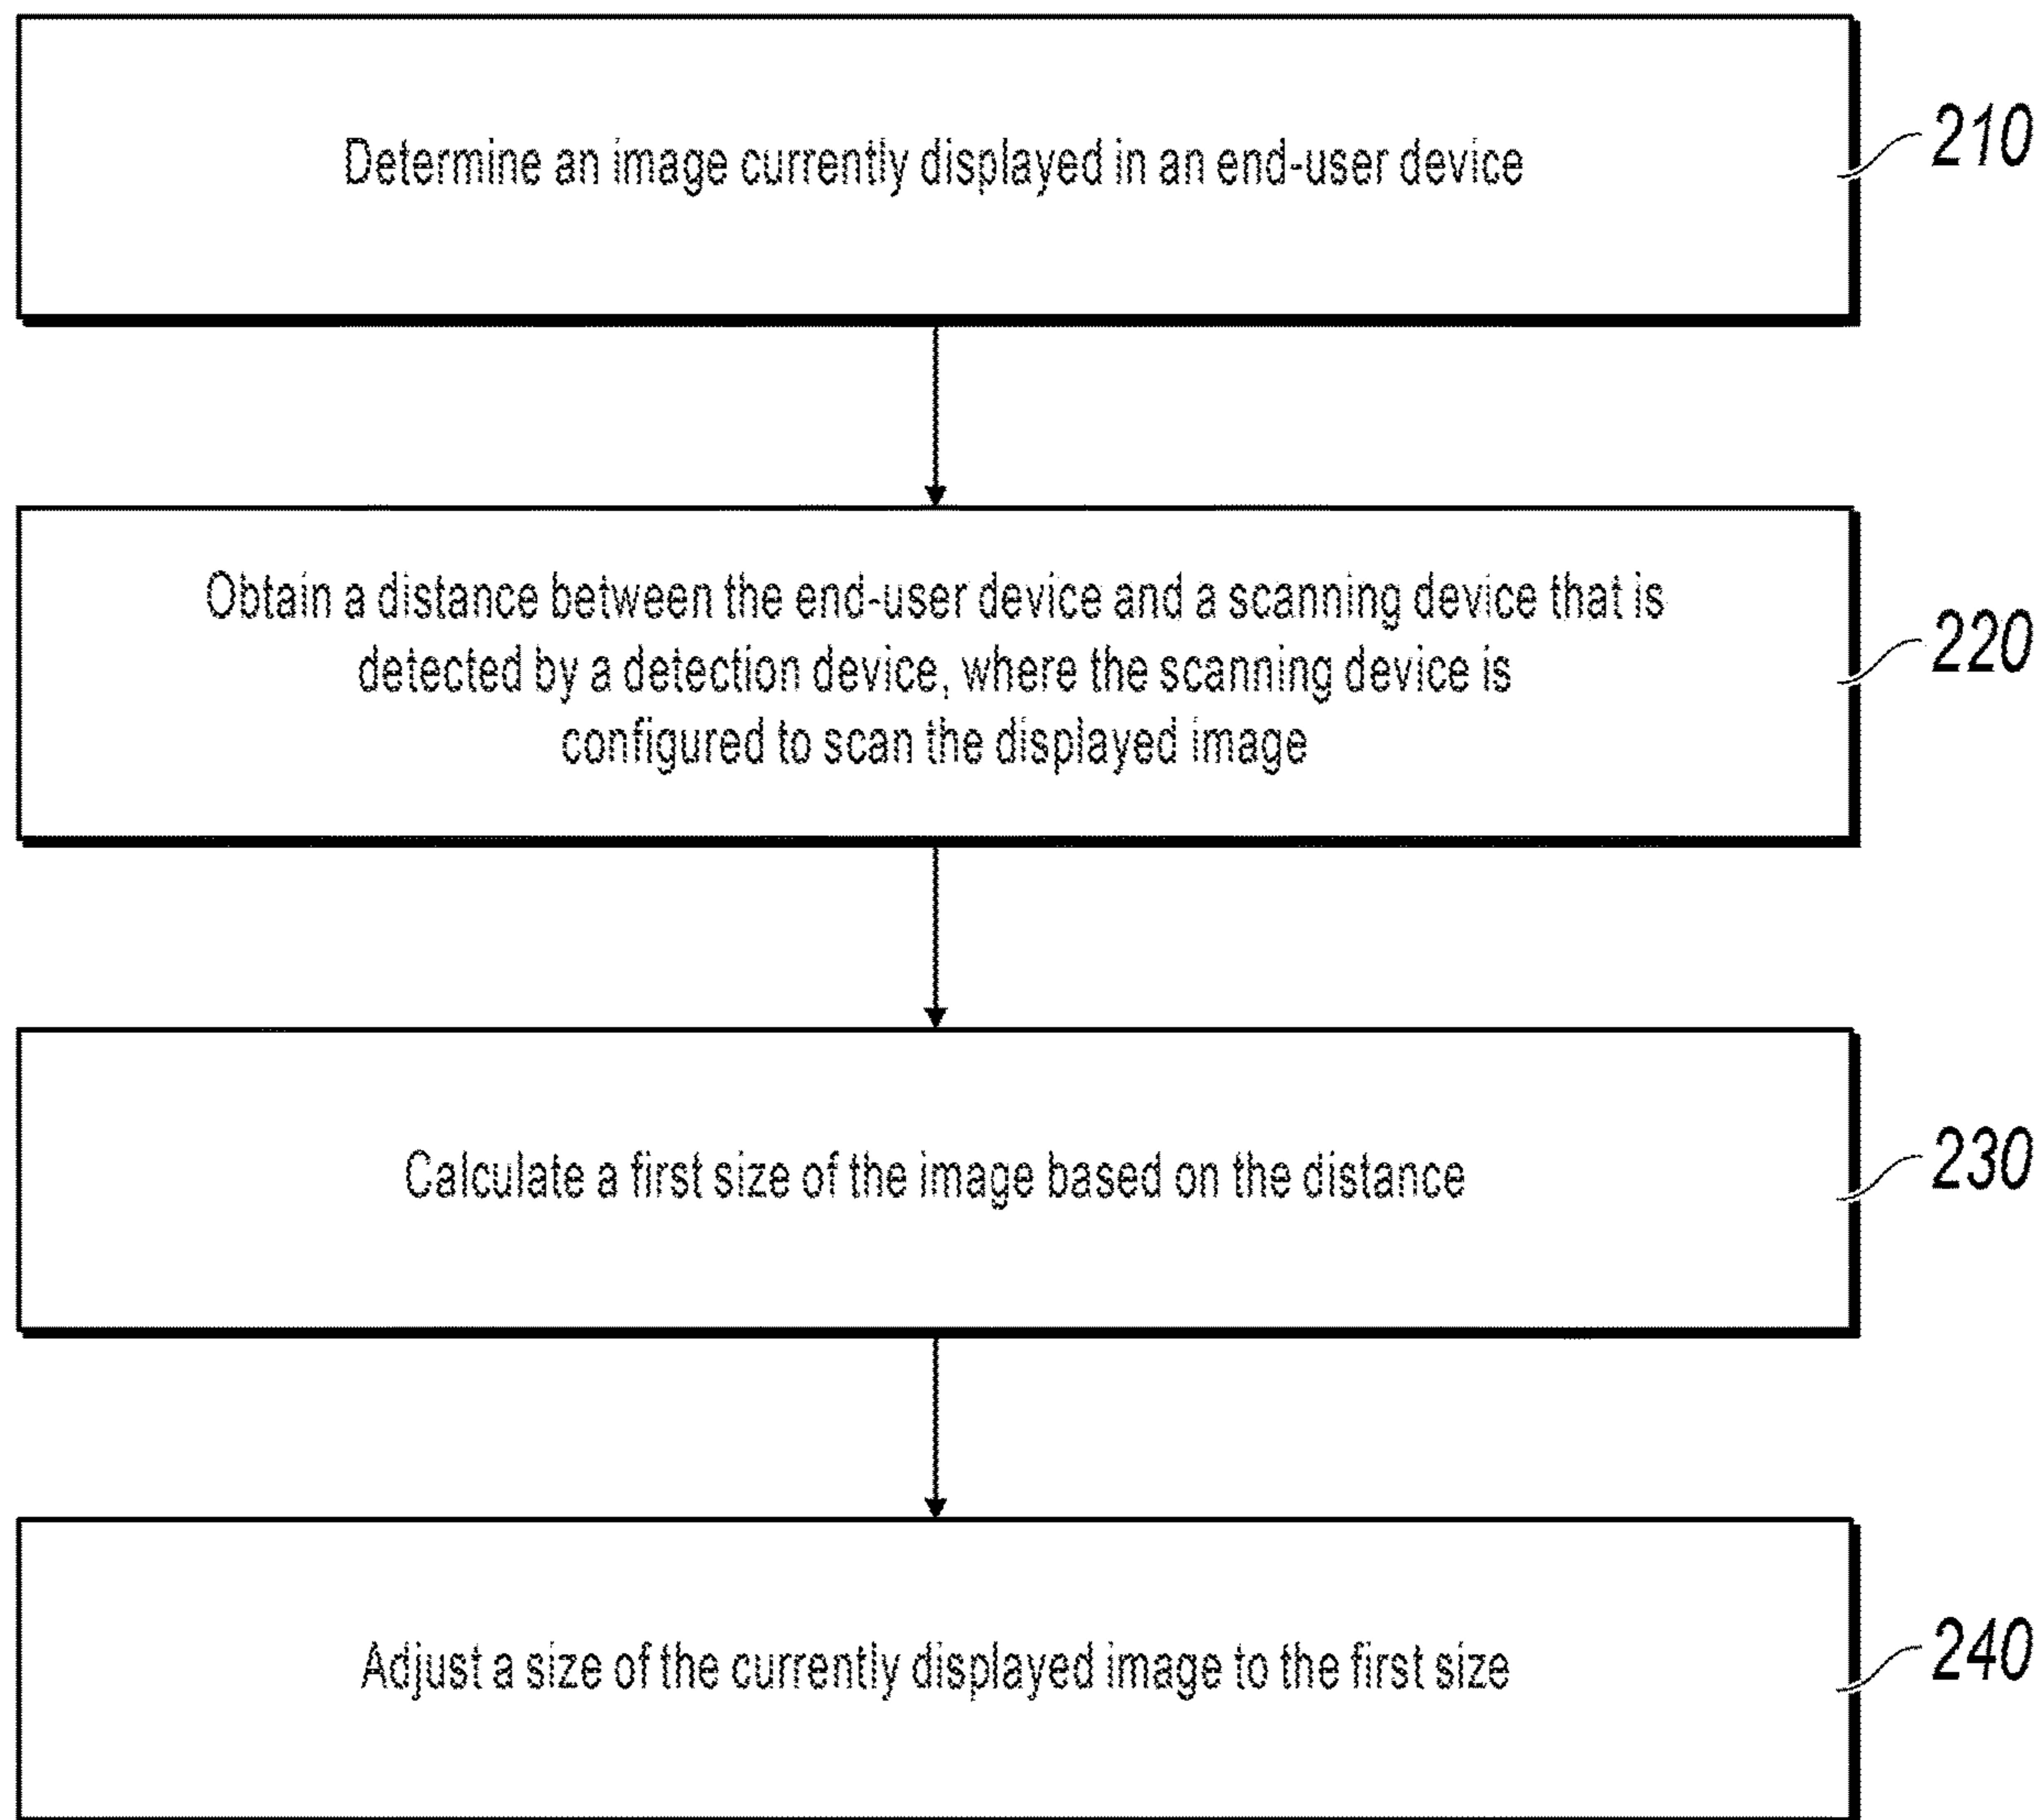 Determine an image currently displayed in an end-user device
210
Obtain a distance between the end-user device and a scanning device that is
detected by a detection device, where the scanning device is
configured to scan the displayed image
220
Calculate a first size of the image based on the distance
230
Adjust a size of the currently displayed image to the first size
240